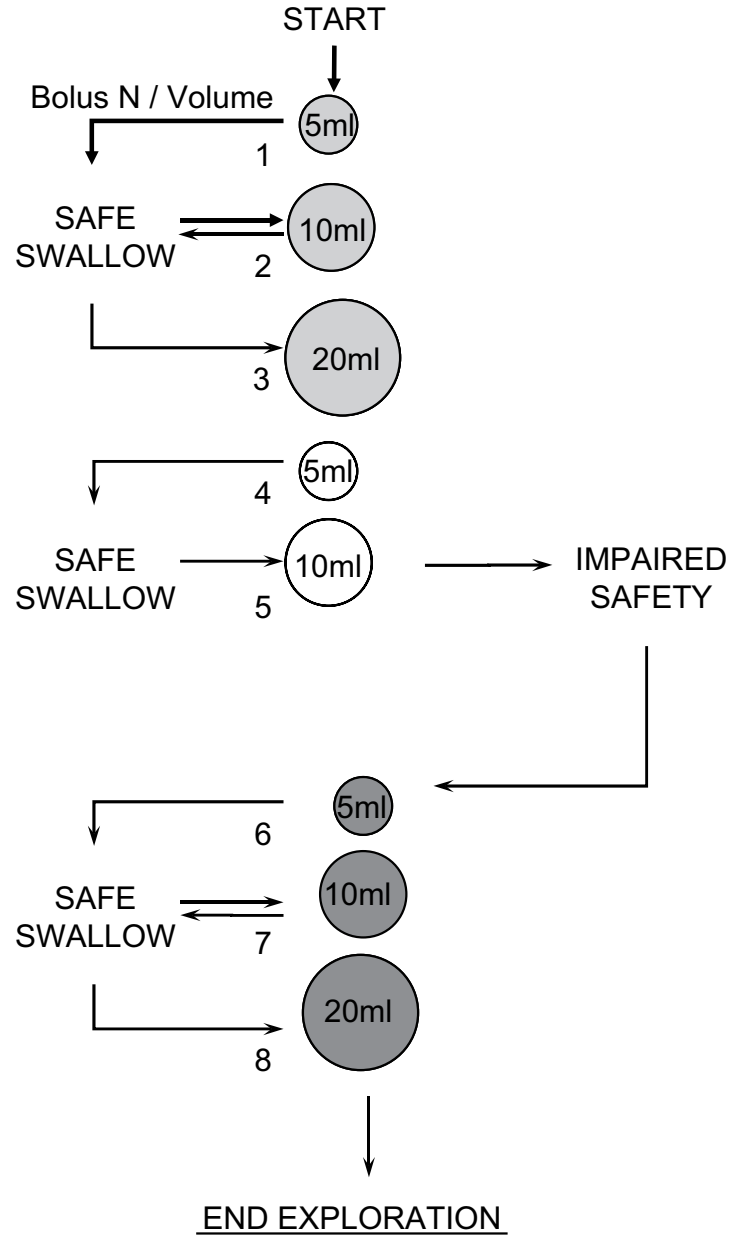 START
Bolus N / Volume
5ml
1
SAFE
SWALLOW
10ml
2
20ml
3
5ml
4
SAFE
SWALLOW
10ml
5
IMPAIRED
SAFETY
5ml
6
SAFE
SWALLOW
10ml
7
20ml
8
END EXPLORATION